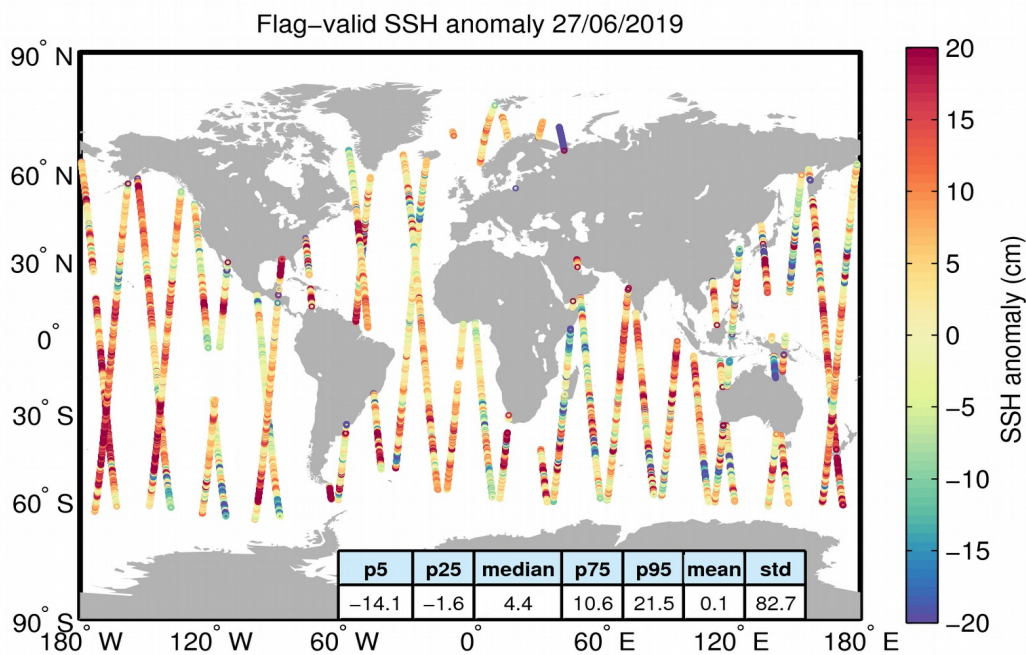 Flag−valid SSH anomaly 27/06/2019
90° N
60° N
30° N
0°
30° S
60° S
90° S
180° W 120° W 60° W 0° 60° E 120° E 180° E
p5 p25 median p75 p95 mean std
−14.1 −1.6 4.4 10.6 21.5 0.1 82.7
20
15
10
5
0
−5
−10
−15
−20
SSH anomaly (cm)